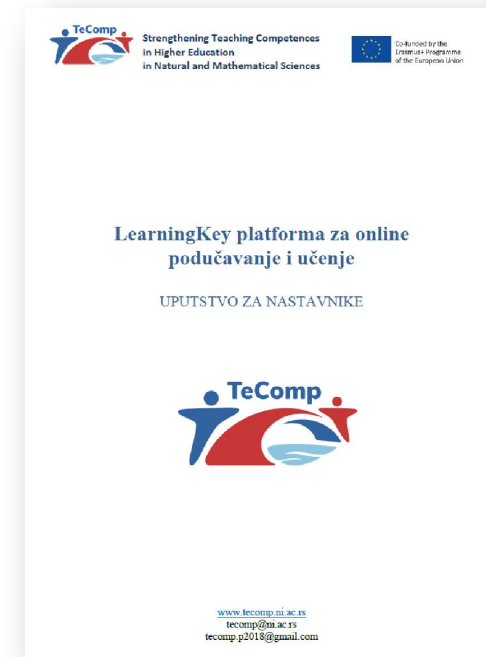 TeComp
Strengthening Teaching Competences
in Higher Education
in Natural and Mathematical Sciences
Co-funded by the
Erasmus+ Programme
of the European Union
LearningKey platforma za online
podučavanje i učenje
UPUTSTVO ZA NASTAVNIKE
TeComp
www.tecomp.ni.ac.rs
tecomp@ni.ac.rs
tecomp.p2018@gmail.com